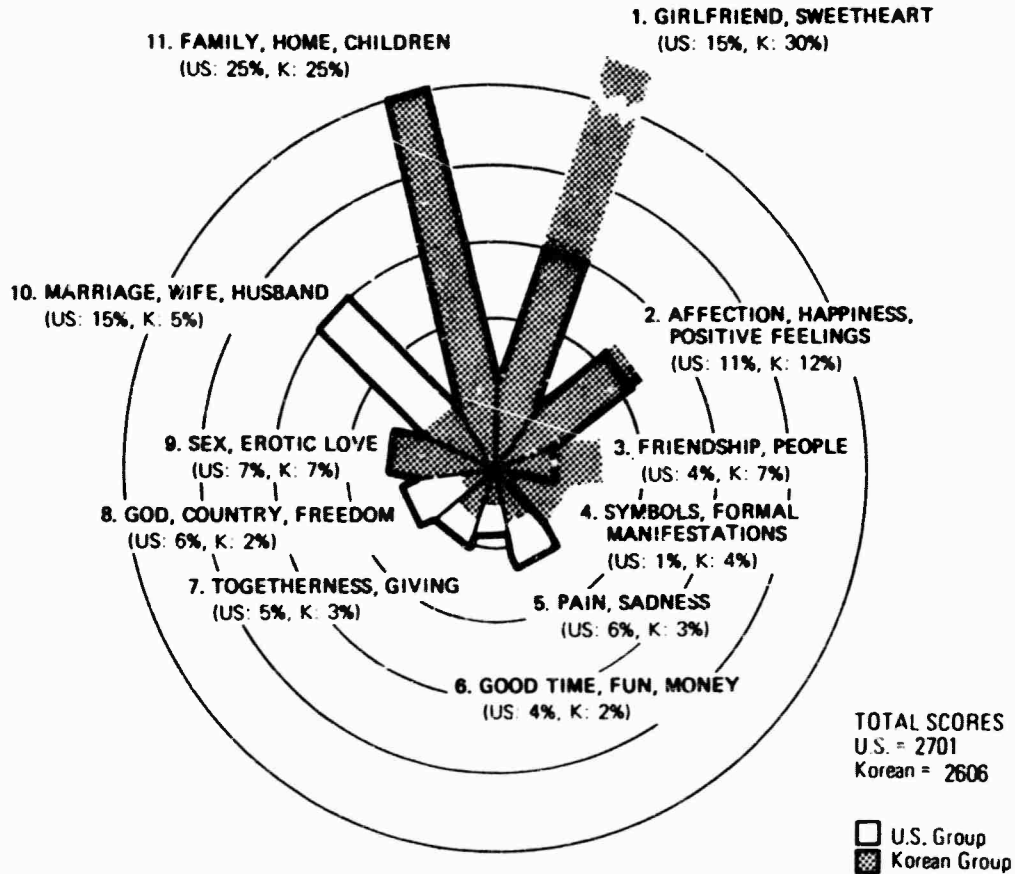 1. GIRLFRIEND, SWEETHEART
(US: 15%, K: 30%)
11. FAMILY, HOME, CHILDREN
(US: 25%, K: 25%)
10. MARRIAGE, WIFE, HUSBAND
(US: 15%, K: 5%)
2. AFFECTION, HAPPINESS,
POSITIVE FEELINGS
(US: 11%, K: 12%)
9. SEX, EROTIC LOVE
(US: 7%, K: 7%)
3. FRIENDSHIP, PEOPLE
(US: 4%, K: 7%)
8. GOD, COUNTRY, FREEDOM
(US: 6%, K: 2%)
4. SYMBOLS, FORMAL
MANIFESTATIONS
(US: 1%, K: 4%)
7. TOGETHERNESS, GIVING
(US: 5%, K: 3%)
5. PAIN, SADNESS
(US: 6%, K: 3%)
6. GOOD TIME, FUN, MONEY
(US: 4%, K: 2%)
TOTAL SCORES
U.S. = 2701
Korean = 2606
U.S. Group
Korean Group